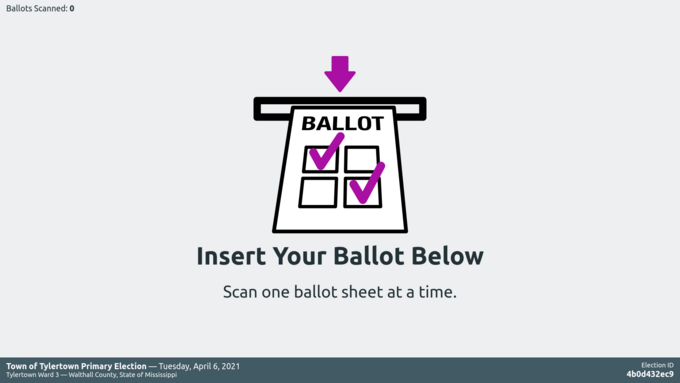 Ballots Scanned: 0
BALLOT
Insert Your Ballot Below
Scan one ballot sheet at a time.
Town of Tylertown Primary Election — Tuesday, April 6, 2021
Tylertown Ward 3 — Walthall County, State of Mississippi
Election ID
4b0d432ec9